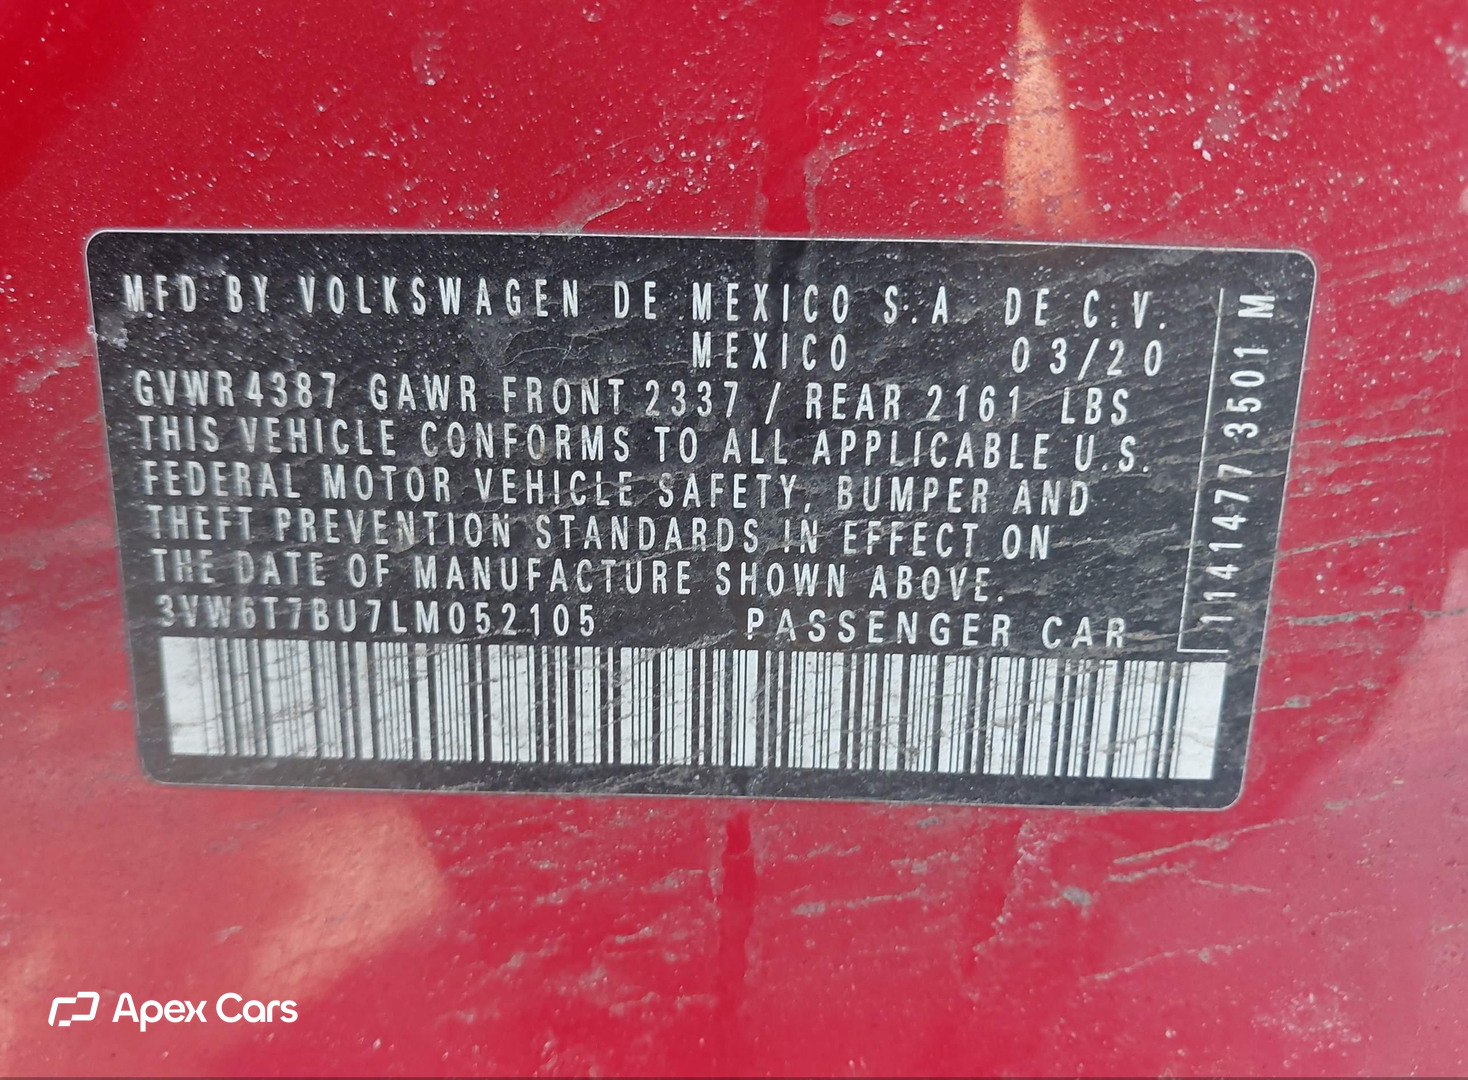 MFD BY VOLKSWAGEN DE MEXICO S.A. DE C.V.
MEXICO 03/20
GVWR 4387 GAWR FRONT 2337 / REAR 2161 LBS
THIS VEHICLE CONFORMS TO ALL APPLICABLE U.S.
FEDERAL MOTOR VEHICLE SAFETY, BUMPER AND
THEFT PREVENTION STANDARDS IN EFFECT ON
THE DATE OF MANUFACTURE SHOWN ABOVE.
3VW6T7BU7LM052105 PASSENGER CAR
1141477 3501 M
Apex Cars